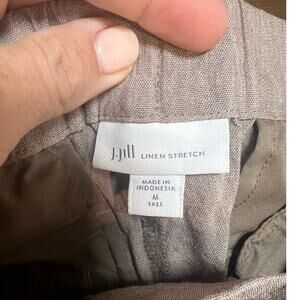 J.Jill LINEN STRETCH
MADE IN
INDONESIA
M
TALL